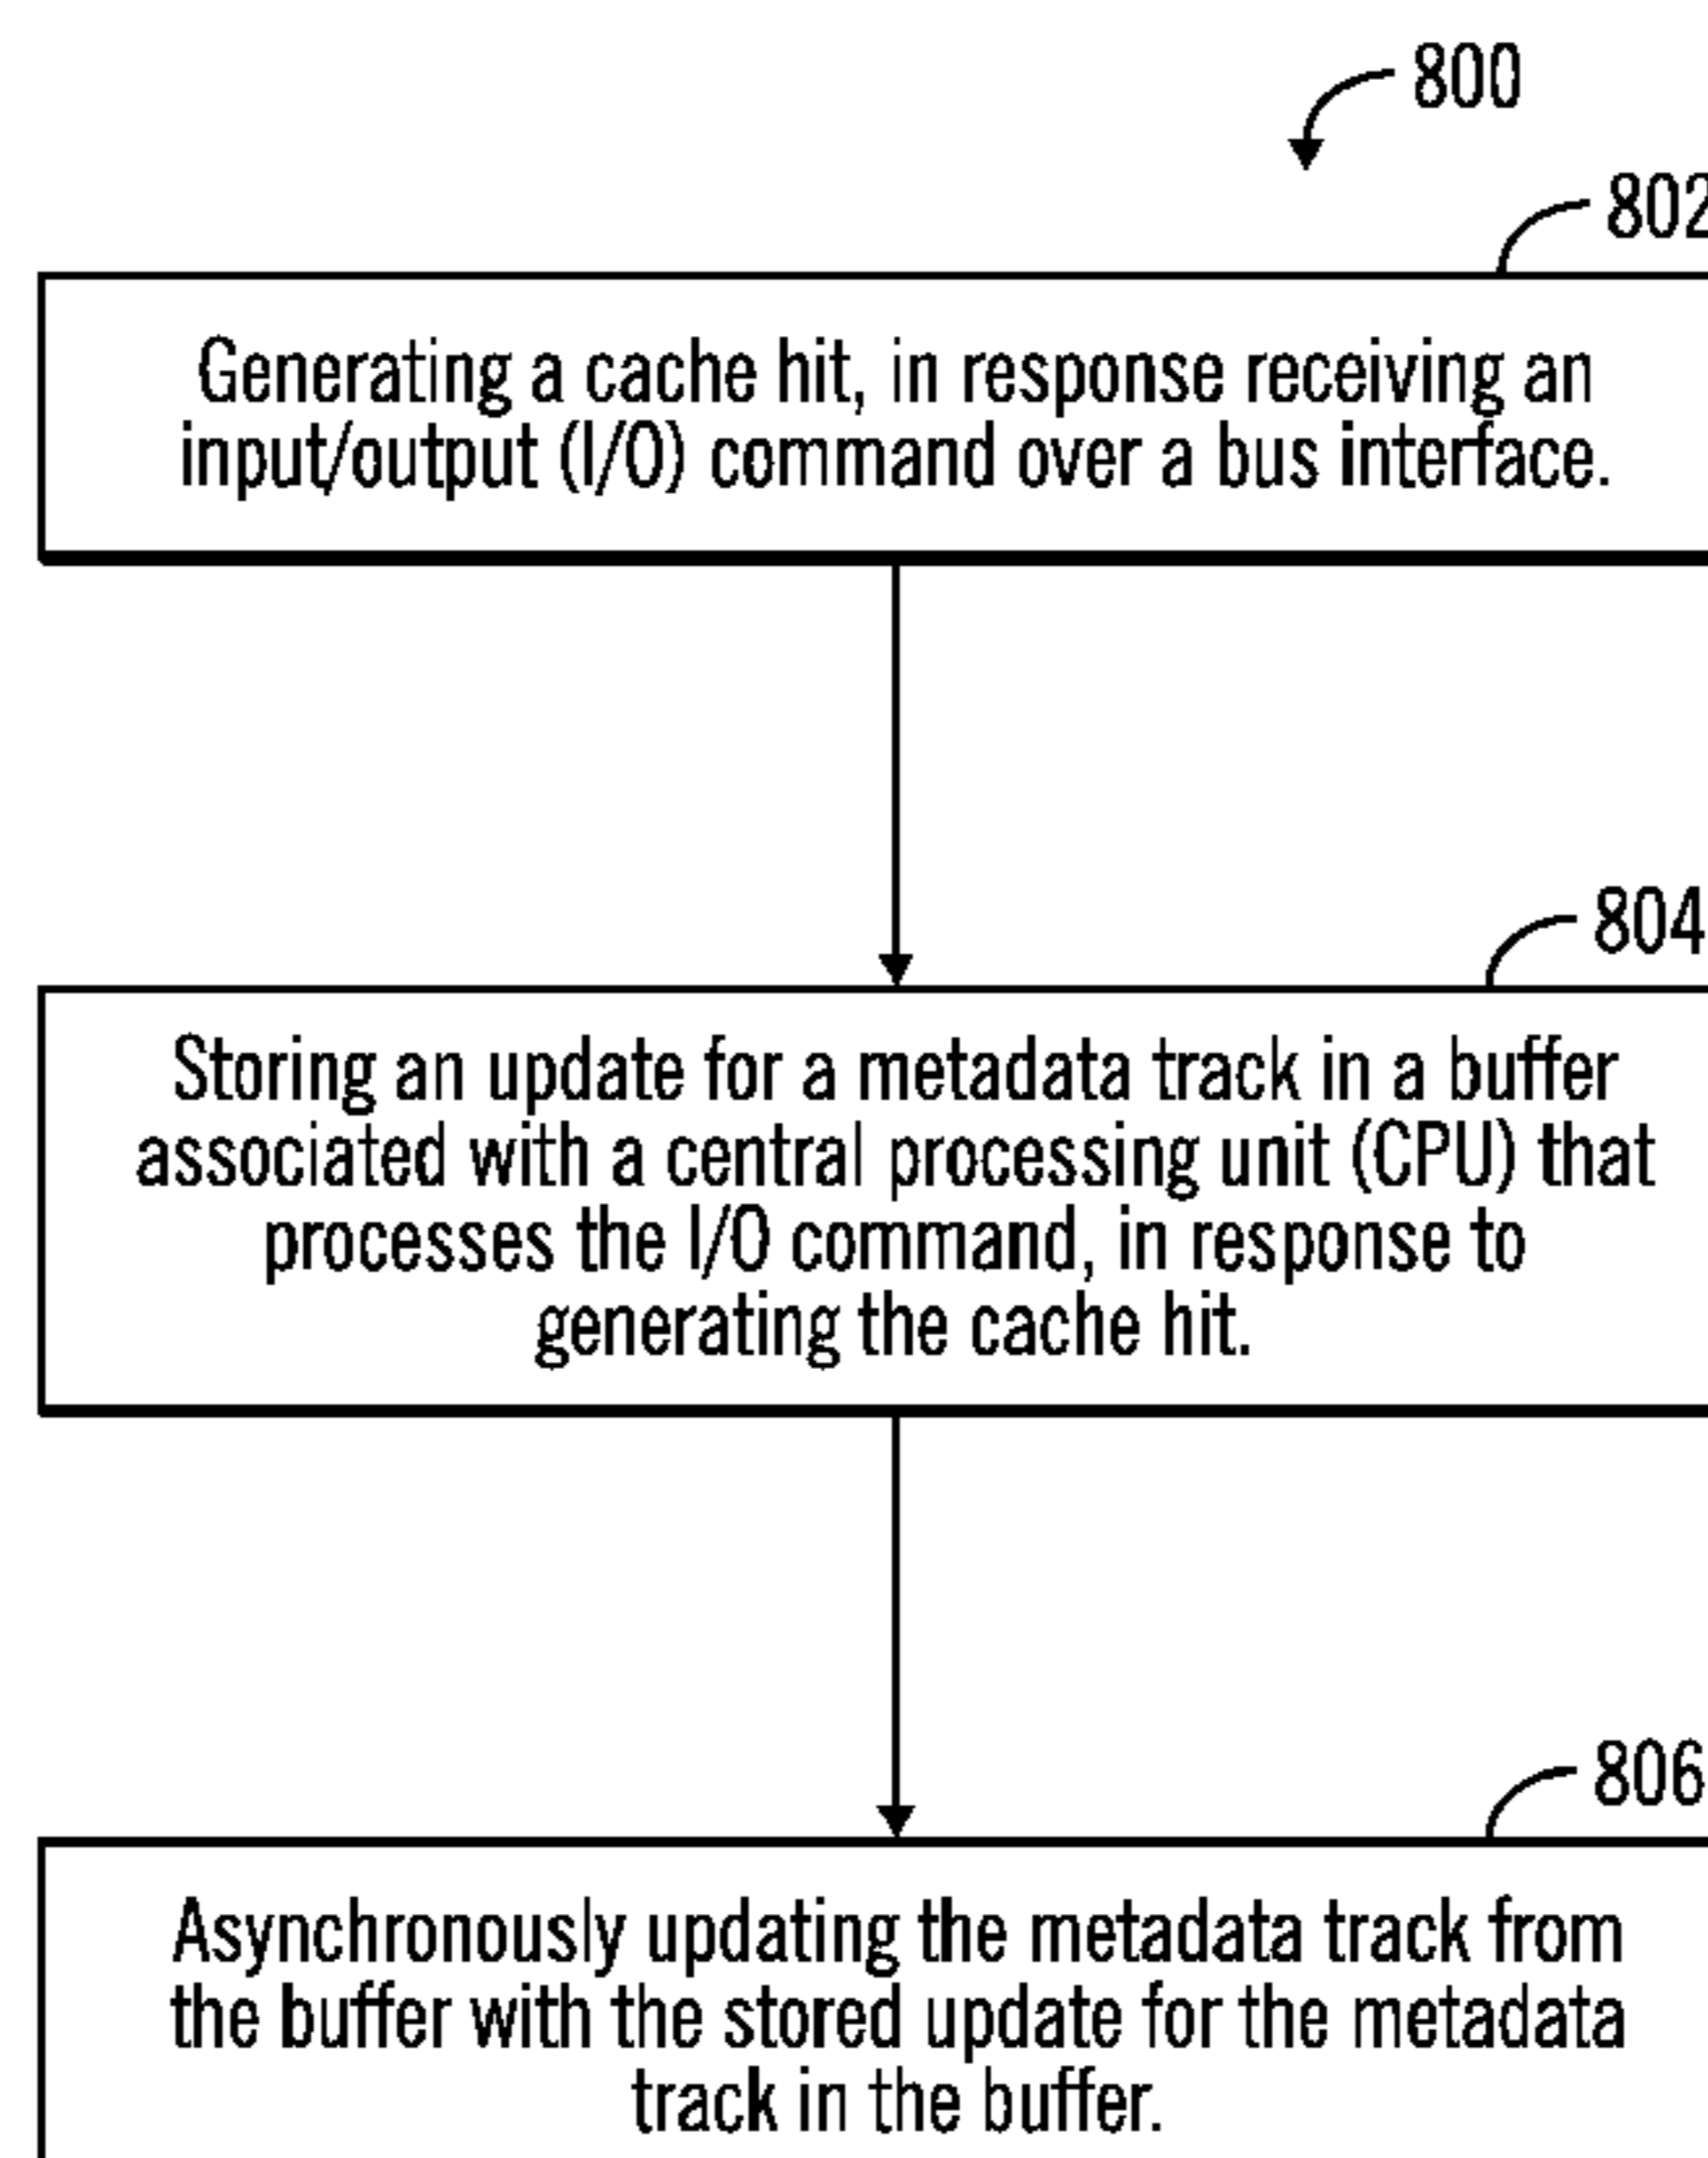 800
802
Generating a cache hit, in response receiving an
input/output (I/O) command over a bus interface.
804
Storing an update for a metadata track in a buffer
associated with a central processing unit (CPU) that
processes the I/O command, in response to
generating the cache hit.
806
Asynchronously updating the metadata track from
the buffer with the stored update for the metadata
track in the buffer.